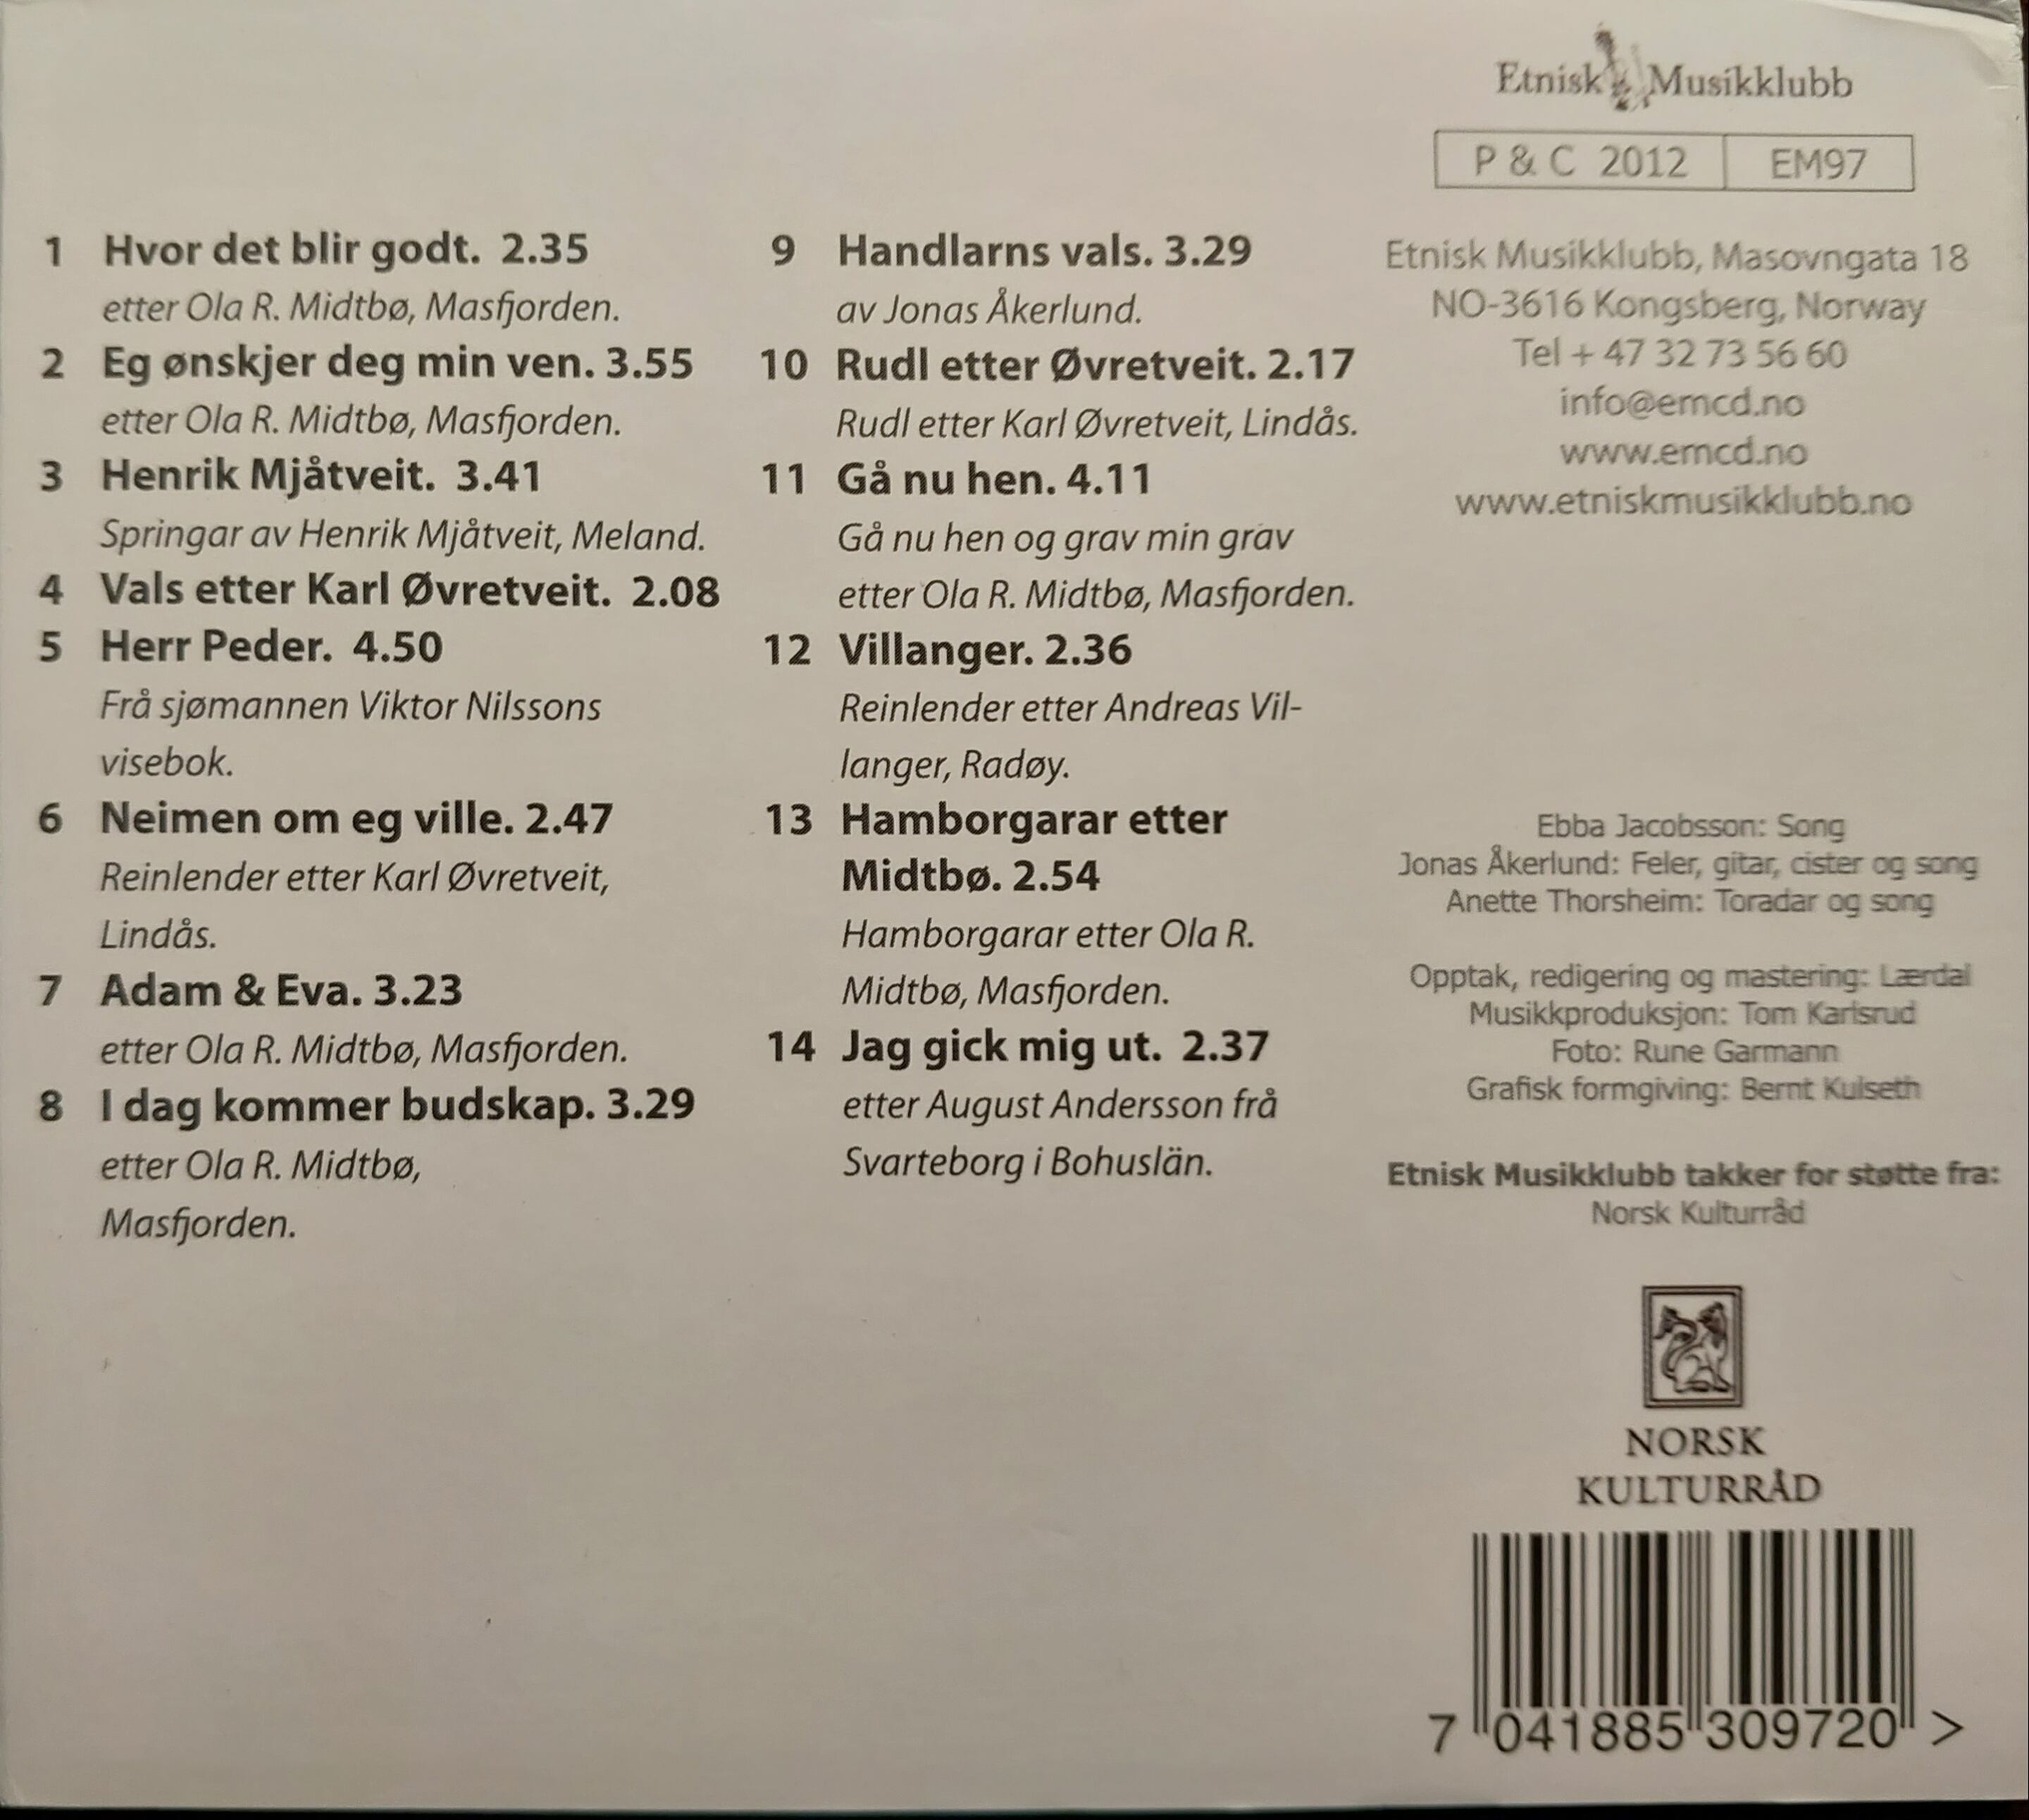 1 Hvor det blir godt. 2.35
etter Ola R. Midtbø, Masfjorden.
2 Eg ønskjer deg min ven. 3.55
etter Ola R. Midtbø, Masfjorden.
3 Henrik Mjåtveit. 3.41
Springar av Henrik Mjåtveit, Meland.
4 Vals etter Karl Øvretveit. 2.08
5 Herr Peder. 4.50
Frå sjømannen Viktor Nilssons
visebok.
6 Neimen om eg ville. 2.47
Reinlender etter Karl Øvretveit,
Lindås.
7 Adam & Eva. 3.23
etter Ola R. Midtbø, Masfjorden.
8 I dag kommer budskap. 3.29
etter Ola R. Midtbø,
Masfjorden.
9 Handlarns vals. 3.29
av Jonas Åkerlund.
10 Rudl etter Øvretveit. 2.17
Rudl etter Karl Øvretveit, Lindås.
11 Gå nu hen. 4.11
Gå nu hen og grav min grav
etter Ola R. Midtbø, Masfjorden.
12 Villanger. 2.36
Reinlender etter Andreas Vil-
langer, Radøy.
13 Hamborgarar etter
Midtbø. 2.54
Hamborgarar etter Ola R.
Midtbø, Masfjorden.
14 Jag gick mig ut. 2.37
etter August Andersson frå
Svarteborg i Bohuslän.
Etnisk Musikklubb
P & C 2012 EM97
Etnisk Musikklubb, Masovngata 18
NO-3616 Kongsberg, Norway
Tel + 47 32 73 56 60
info@emcd.no
www.emcd.no
www.etniskmusikklubb.no
Ebba Jacobsson: Song
Jonas Åkerlund: Feler, gitar, cister og song
Anette Thorsheim: Toradar og song
Opptak, redigering og mastering: Lærdal
Musikkproduksjon: Tom Karlsrud
Foto: Rune Garmann
Grafisk formgiving: Bernt Kulseth
Etnisk Musikklubb takker for støtte fra:
Norsk Kulturråd
NORSK
KULTURRÅD
7 041885 309720 >